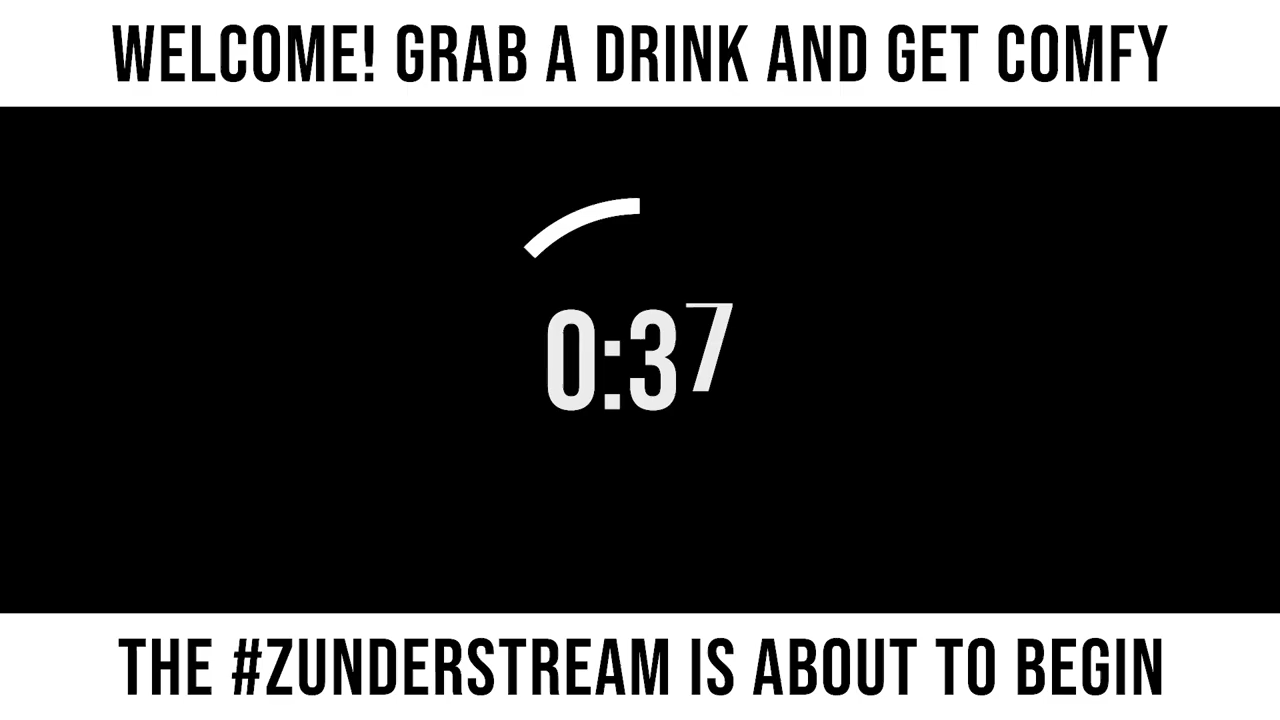 WELCOME! GRAB A DRINK AND GET COMFY
0:37
THE #ZUNDERSTREAM IS ABOUT TO BEGIN